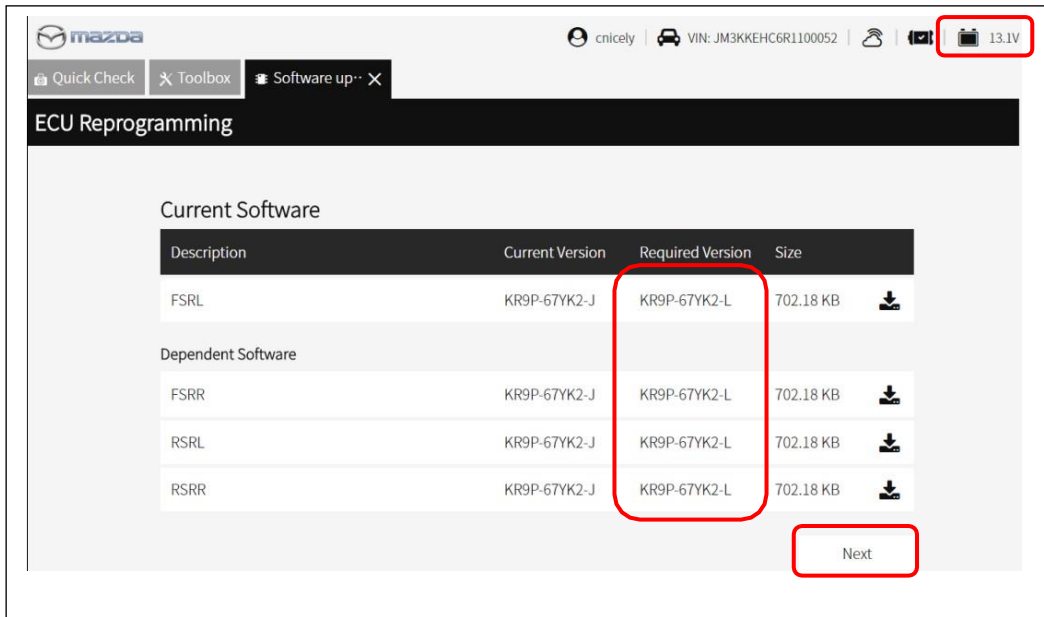 mazda cnicely VIN: JM3KKEHC6R1100052 13.1V
Quick Check Toolbox Software up··
ECU Reprogramming
Current Software
Description Current Version Required Version Size
FSRL KR9P-67YK2-J KR9P-67YK2-L 702.18 KB
Dependent Software
FSRR KR9P-67YK2-J KR9P-67YK2-L 702.18 KB
RSRL KR9P-67YK2-J KR9P-67YK2-L 702.18 KB
RSRR KR9P-67YK2-J KR9P-67YK2-L 702.18 KB
Next